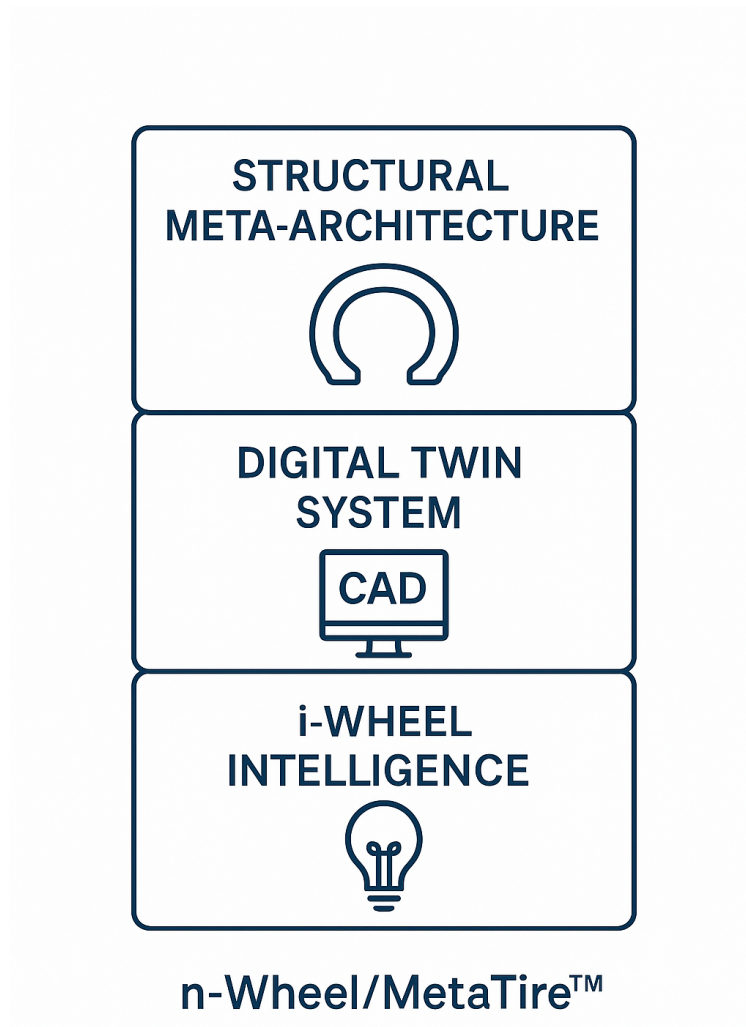 STRUCTURAL
META-ARCHITECTURE
DIGITAL TWIN
SYSTEM
CAD
i-WHEEL
INTELLIGENCE
n-Wheel/MetaTire™